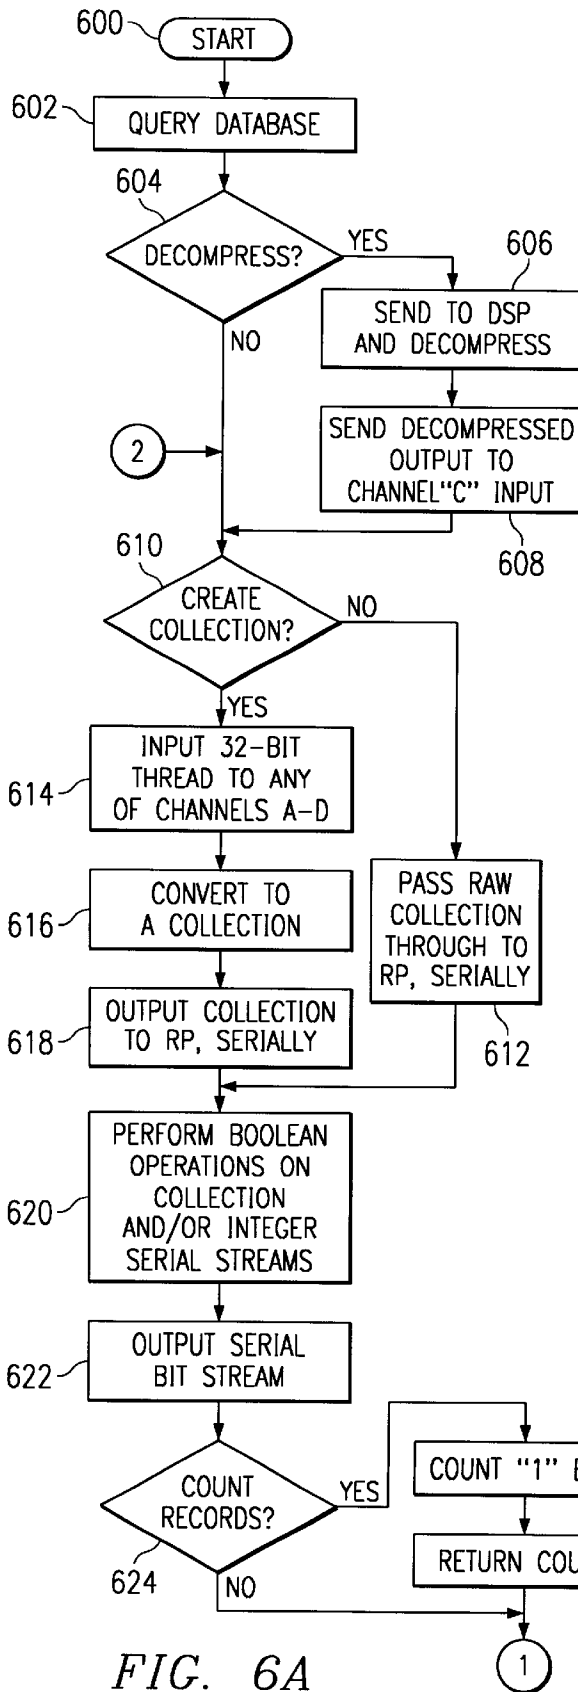 600
START
602
QUERY DATABASE
604
DECOMPRESS?
YES
NO
606
SEND TO DSP
AND DECOMPRESS
SEND DECOMPRESSED
OUTPUT TO
CHANNEL"C" INPUT
608
2
610
CREATE
COLLECTION?
NO
YES
614
INPUT 32-BIT
THREAD TO ANY
OF CHANNELS A-D
616
CONVERT TO
A COLLECTION
618
OUTPUT COLLECTION
TO RP, SERIALLY
PASS RAW
COLLECTION
THROUGH TO
RP, SERIALLY
612
620
PERFORM BOOLEAN
OPERATIONS ON
COLLECTION
AND/OR INTEGER
SERIAL STREAMS
622
OUTPUT SERIAL
BIT STREAM
COUNT
RECORDS?
624
YES
NO
COUNT "1"
RETURN
1
FIG. 6A